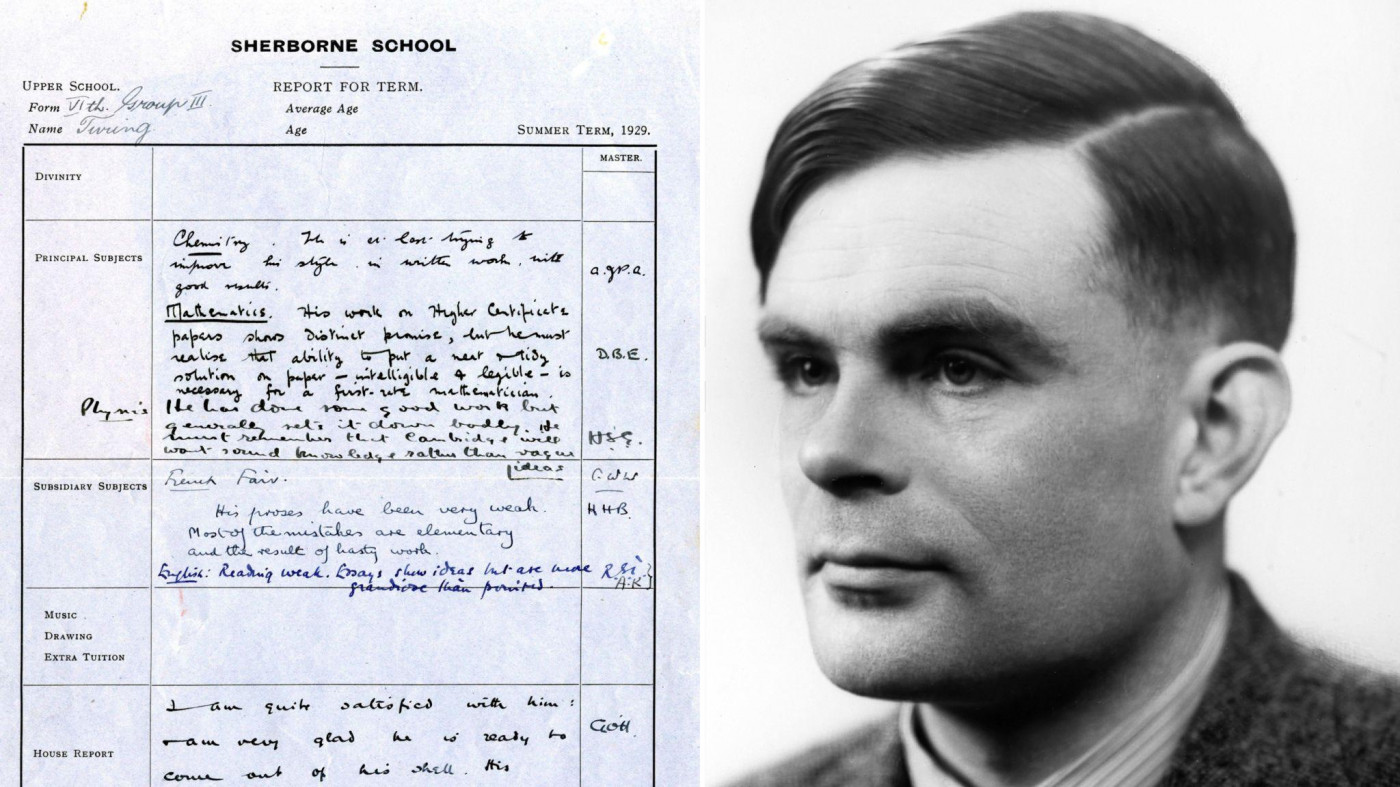 SHERBORNE SCHOOL
UPPER SCHOOL.
REPORT FOR TERM.
Form VIth. Group III.
Average Age
Name Turing
Age
SUMMER TERM, 1929.
MASTER.
DIVINITY
PRINCIPAL SUBJECTS
Chemistry. He is at last trying to
improve his style in written work, with
good results.
A.J.P.A.
Mathematics. His work on Higher Certificate
papers shows distinct promise, but he must
realise that ability to put a neat & tidy
solution on paper – intelligible & legible – is
necessary for a first-rate mathematician.
D.B.E.
Physics He has done some good work but
generally sets it down badly. He
must remember that Cambridge will
want sound knowledge rather than vague
ideas
H.S.G.
SUBSIDIARY SUBJECTS
French Fair.
His proses have been very weak.
Most of the mistakes are elementary
and the result of hasty work.
HHB.
English: Reading weak. Essays show ideas but are more
grandiose than
A.K.
MUSIC
DRAWING
EXTRA TUITION
HOUSE REPORT
I am quite satisfied with him:
I am very glad he is ready to
come out of his shell. His
GO'H.